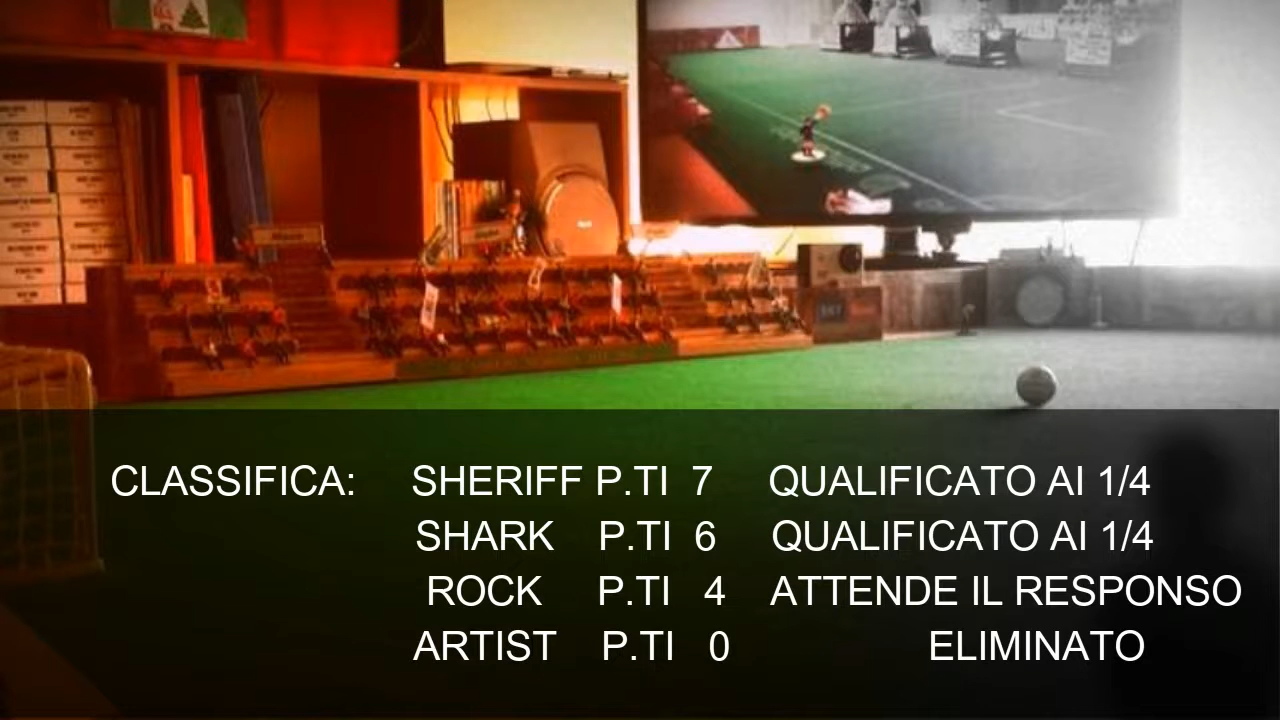 CLASSIFICA: SHERIFF P.TI 7 QUALIFICATO AI 1/4
SHARK P.TI 6 QUALIFICATO AI 1/4
ROCK P.TI 4 ATTENDE IL RESPONSO
ARTIST P.TI 0 ELIMINATO